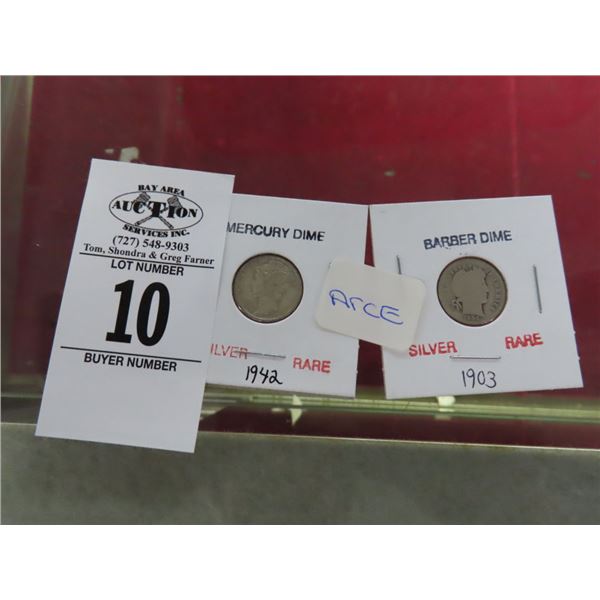 BAY AREA
AUCTION
SERVICES INC.
(727) 548-9303
Tom, Shondra & Greg Farner
LOT NUMBER
10
BUYER NUMBER
MERCURY DIME
SILVER RARE
1942
ArCE
BARBER DIME
SILVER RARE
1903